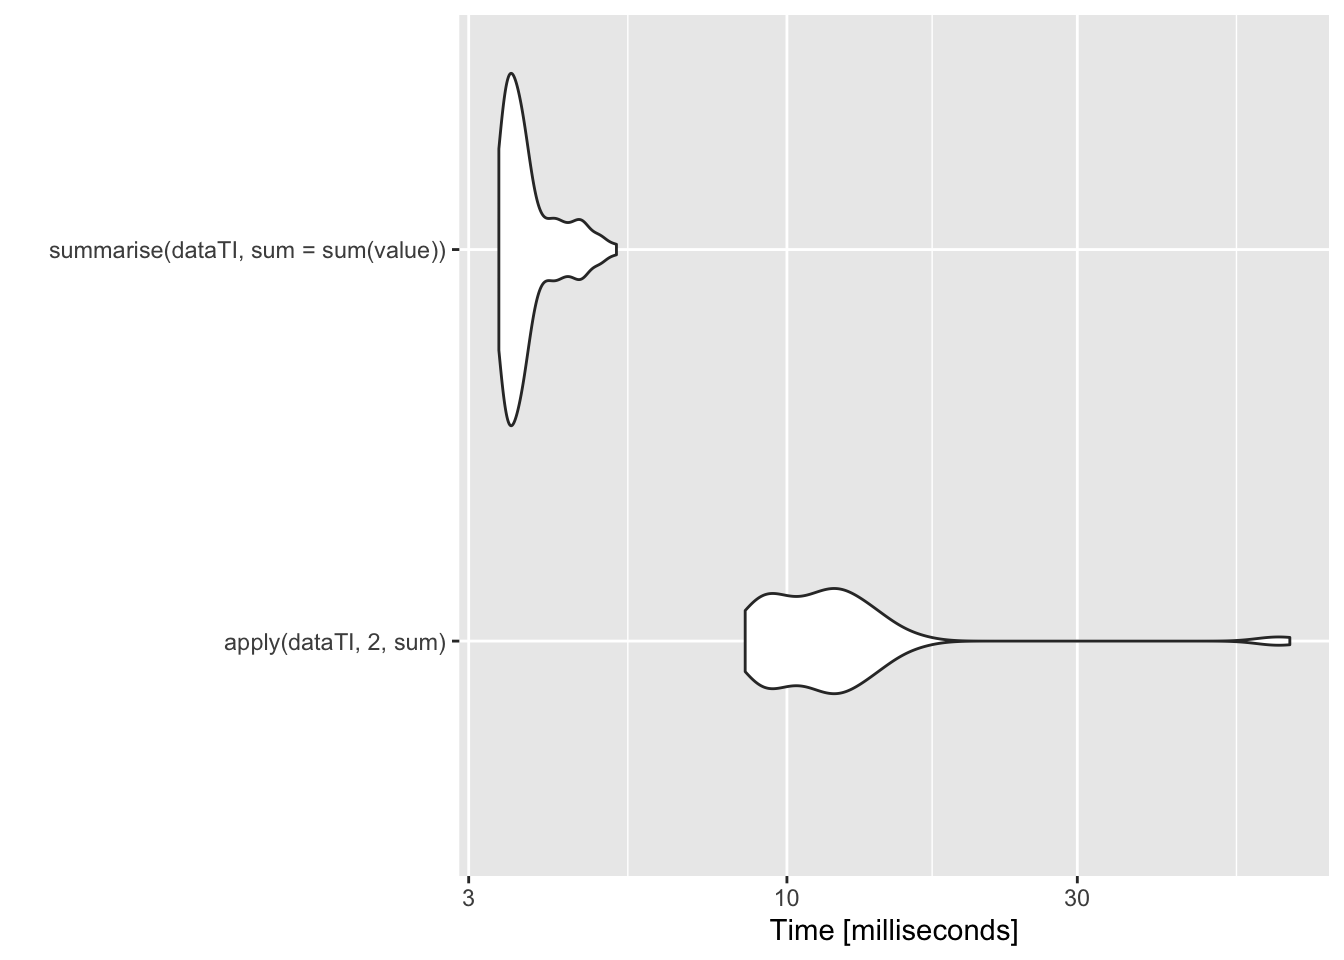 summarise(dataTI, sum = sum(value))
apply(dataTI, 2, sum)
3 10 30
Time [milliseconds]